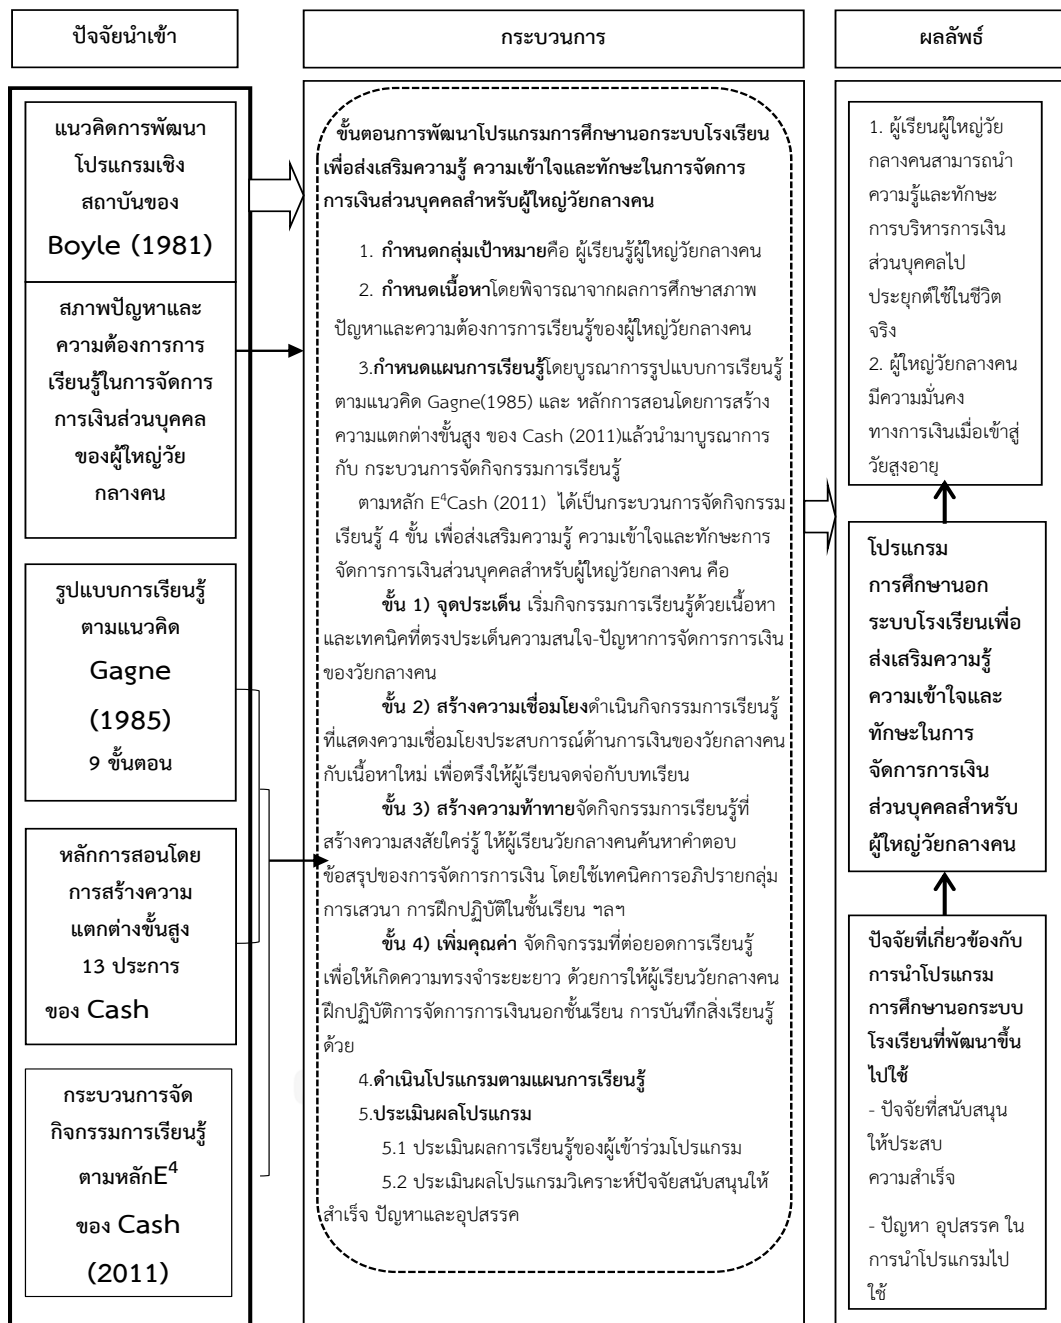 ปัจจัยนำเข้า
กระบวนการ
ผลลัพธ์
แนวคิดการพัฒนา
โปรแกรมเชิง
สถาบันของ
Boyle (1981)
สภาพปัญหาและ
ความต้องการการ
เรียนรู้ในการจัดการ
การเงินส่วนบุคคล
ของผู้ใหญ่วัย
กลางคน
รูปแบบการเรียนรู้
ตามแนวคิด
Gagne
(1985)
9 ขั้นตอน
หลักการสอนโดย
การสร้างความ
แตกต่างขั้นสูง
13 ประการ
ของ Cash
กระบวนการจัด
กิจกรรมการเรียนรู้
ตามหลักE⁴
ของ Cash
(2011)
ขั้นตอนการพัฒนาโปรแกรมการศึกษานอกระบบโรงเรียน
เพื่อส่งเสริมความรู้ ความเข้าใจและทักษะในการจัดการ
การเงินส่วนบุคคลสำหรับผู้ใหญ่วัยกลางคน
1. กำหนดกลุ่มเป้าหมายคือ ผู้เรียนรู้ผู้ใหญ่วัยกลางคน
2. กำหนดเนื้อหาโดยพิจารณาจากผลการศึกษาสภาพ
ปัญหาและความต้องการการเรียนรู้ของผู้ใหญ่วัยกลางคน
3.กำหนดแผนการเรียนรู้โดยบูรณาการรูปแบบการเรียนรู้
ตามแนวคิด Gagne(1985) และ หลักการสอนโดยการสร้าง
ความแตกต่างขั้นสูง ของ Cash (2011)แล้วนำมาบูรณาการ
กับ กระบวนการจัดกิจกรรมการเรียนรู้
ตามหลัก E⁴Cash (2011) ได้เป็นกระบวนการจัดกิจกรรม
เรียนรู้ 4 ขั้น เพื่อส่งเสริมความรู้ ความเข้าใจและทักษะการ
จัดการการเงินส่วนบุคคลสำหรับผู้ใหญ่วัยกลางคน คือ
ขั้น 1) จุดประเด็น เริ่มกิจกรรมการเรียนรู้ด้วยเนื้อหา
และเทคนิคที่ตรงประเด็นความสนใจ-ปัญหาการจัดการการเงิน
ของวัยกลางคน
ขั้น 2) สร้างความเชื่อมโยงดำเนินกิจกรรมการเรียนรู้
ที่แสดงความเชื่อมโยงประสบการณ์ด้านการเงินของวัยกลางคน
กับเนื้อหาใหม่ เพื่อตรึงให้ผู้เรียนจดจ่อกับบทเรียน
ขั้น 3) สร้างความท้าทายจัดกิจกรรมการเรียนรู้ที่
สร้างความสงสัยใคร่รู้ ให้ผู้เรียนวัยกลางคนค้นหาคำตอบ
ข้อสรุปของการจัดการการเงิน โดยใช้เทคนิคการอภิปรายกลุ่ม
การเสวนา การฝึกปฏิบัติในชั้นเรียน ฯลฯ
ขั้น 4) เพิ่มคุณค่า จัดกิจกรรมที่ต่อยอดการเรียนรู้
เพื่อให้เกิดความทรงจำระยะยาว ด้วยการให้ผู้เรียนวัยกลางคน
ฝึกปฏิบัติการจัดการการเงินนอกชั้นเรียน การบันทึกสิ่งเรียนรู้
ด้วย
4.ดำเนินโปรแกรมตามแผนการเรียนรู้
5.ประเมินผลโปรแกรม
5.1 ประเมินผลการเรียนรู้ของผู้เข้าร่วมโปรแกรม
5.2 ประเมินผลโปรแกรมวิเคราะห์ปัจจัยสนับสนุนให้
สำเร็จ ปัญหาและอุปสรรค
1. ผู้เรียนผู้ใหญ่วัย
กลางคนสามารถนำ
ความรู้และทักษะ
การบริหารการเงิน
ส่วนบุคคลไป
ประยุกต์ใช้ในชีวิต
จริง
2. ผู้ใหญ่วัยกลางคน
มีความมั่นคง
ทางการเงินเมื่อเข้าสู่
วัยสูงอายุ
โปรแกรม
การศึกษานอก
ระบบโรงเรียนเพื่อ
ส่งเสริมความรู้
ความเข้าใจและ
ทักษะในการ
จัดการการเงิน
ส่วนบุคคลสำหรับ
ผู้ใหญ่วัยกลางคน
ปัจจัยที่เกี่ยวข้องกับ
การนำโปรแกรม
การศึกษานอกระบบ
โรงเรียนที่พัฒนาขึ้น
ไปใช้
- ปัจจัยที่สนับสนุน
ให้ประสบ
ความสำเร็จ
- ปัญหา อุปสรรค ใน
การนำโปรแกรมไป
ใช้